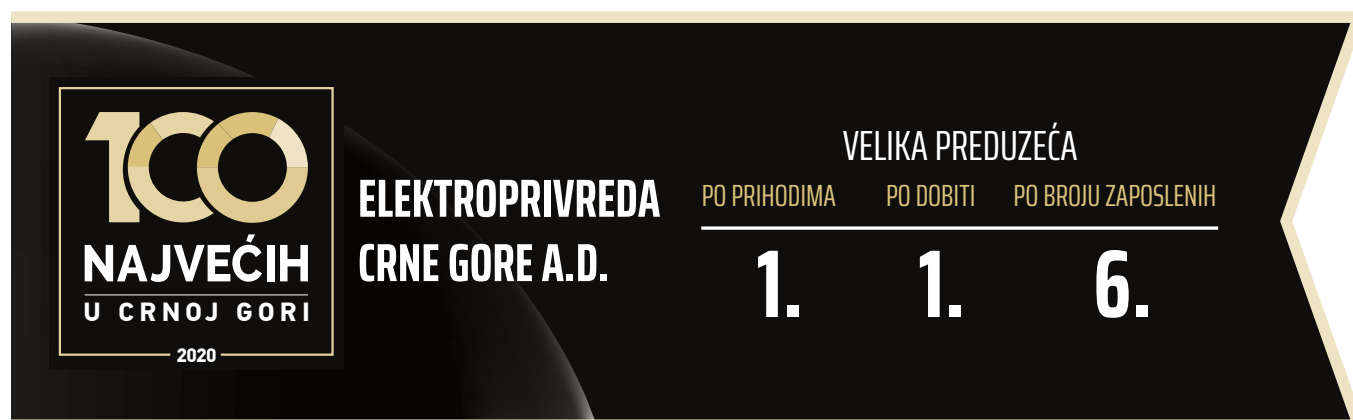 100
NAJVEĆIH
U CRNOJ GORI
2020
ELEKTROPRIVREDA
CRNE GORE A.D.
VELIKA PREDUZEĆA
PO PRIHODIMA PO DOBITI PO BROJU ZAPOSLENIH
1. 1. 6.